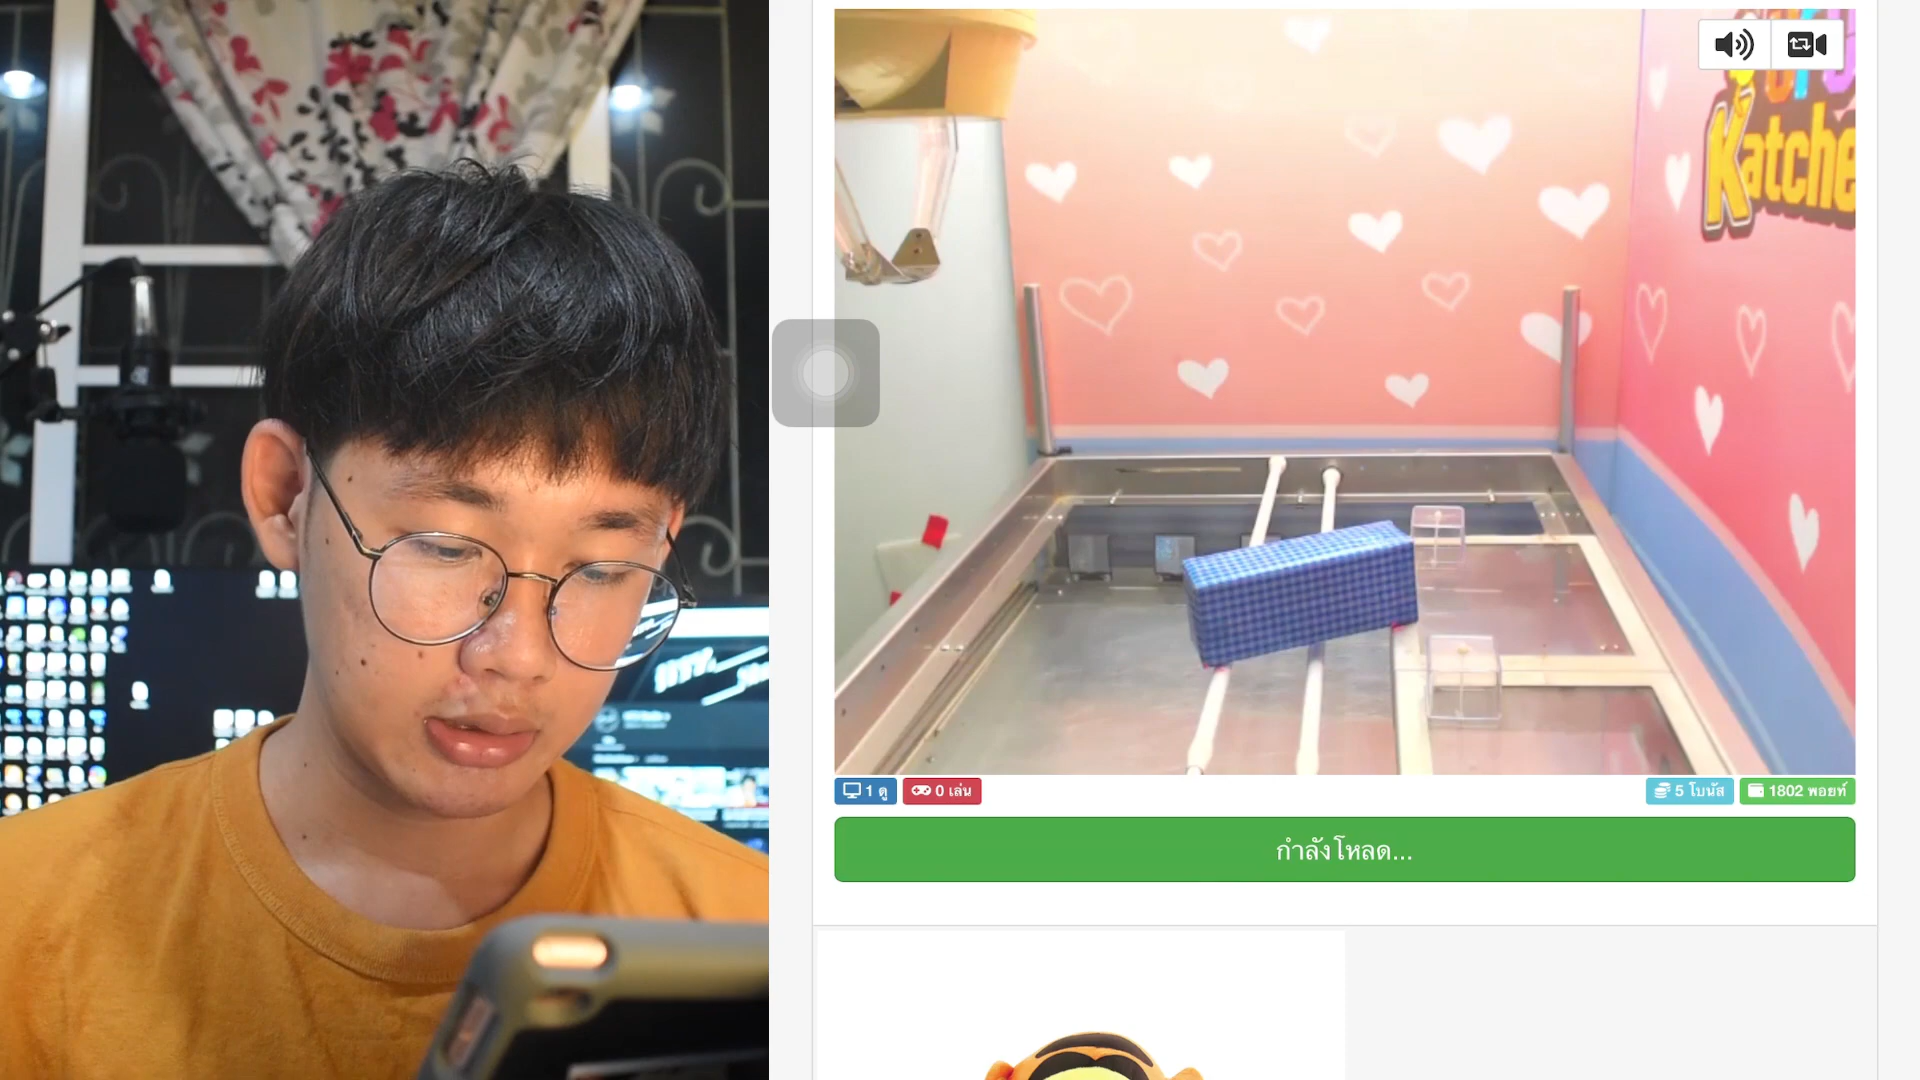 Katche
1 ดู
0 เล่น
5 โบนัส
1802 พอยท์
กำลังโหลด...